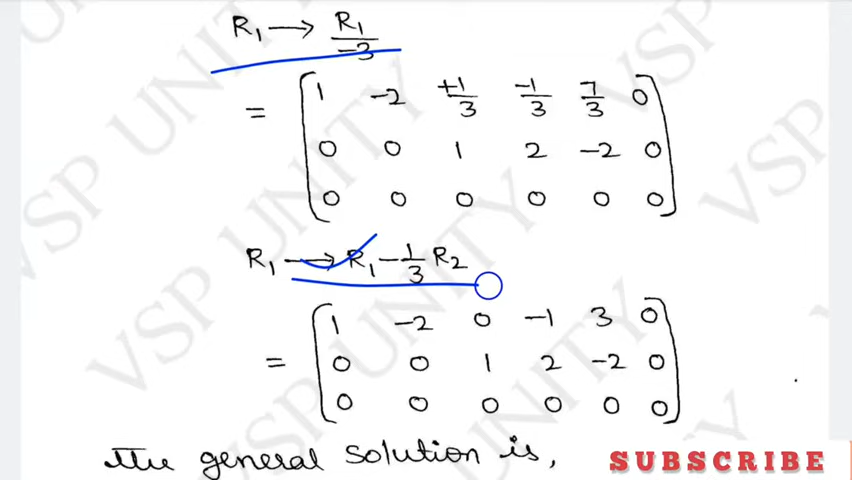 R₁ → R₁/-3
= [1 -2 +1/3 -1/3 7/3 0
0 0 1 2 -2 0
0 0 0 0 0 0]
R₁ → R₁ - 1/3 R₂
= [1 -2 0 -1 3 0
0 0 1 2 -2 0
0 0 0 0 0 0]
The general solution is,
SUBSCRIBE
VSP UNITY